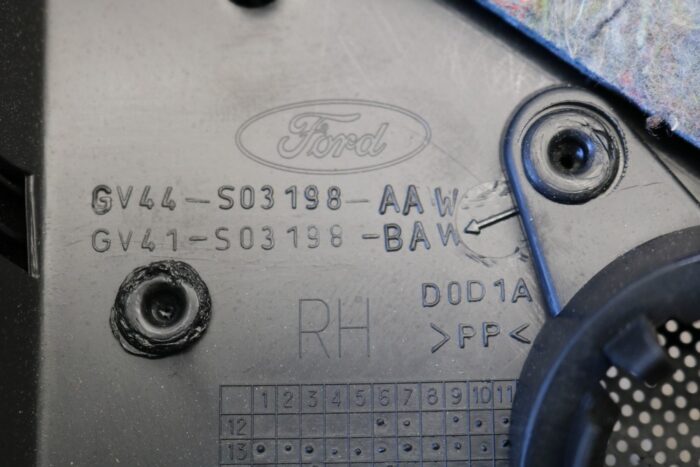 Ford
GV44-S03198-AAW
GV41-S03198-BAW
D0D1A
RH
>PP<
1 2 3 4 5 6 7 8 9 10 11
12
13